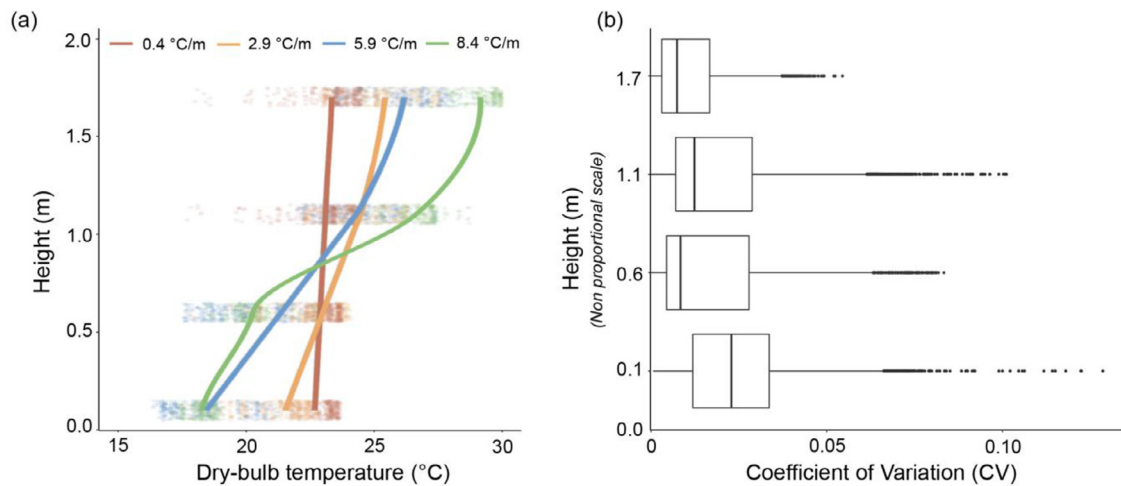 (a)
2.0
0.4 °C/m
2.9 °C/m
5.9 °C/m
8.4 °C/m
1.5
1.0
0.5
0.0
Height (m)
15
20
25
30
Dry-bulb temperature (°C)
(b)
1.7
1.1
0.6
0.1
0.0
Height (m)
(Non proportional scale)
0
0.05
0.10
Coefficient of Variation (CV)